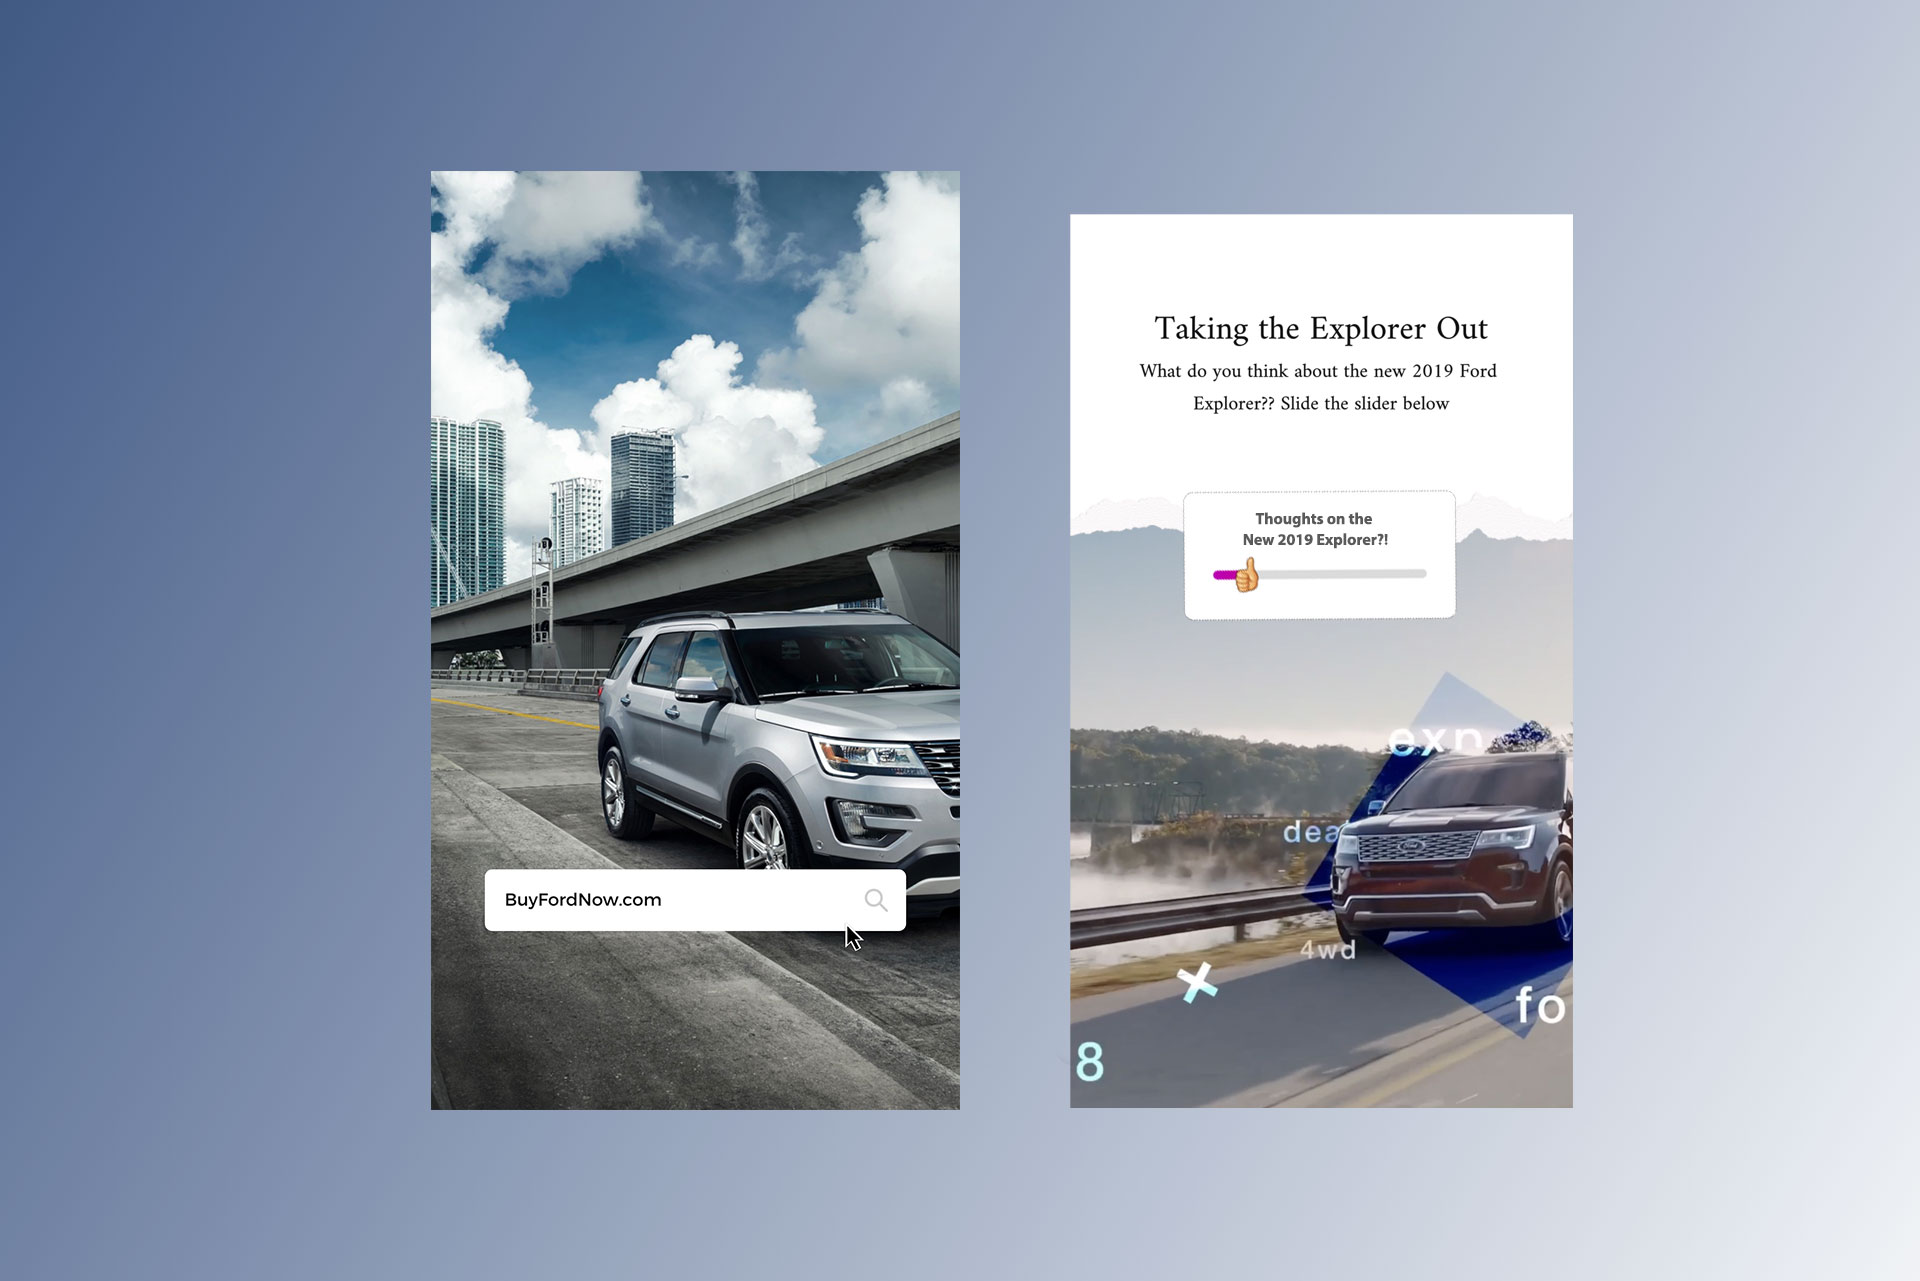 BuyFordNow.com
Taking the Explorer Out
What do you think about the new 2019 Ford
Explorer?? Slide the slider below
Thoughts on the
New 2019 Explorer?!
exp
dea
4wd
fo
8